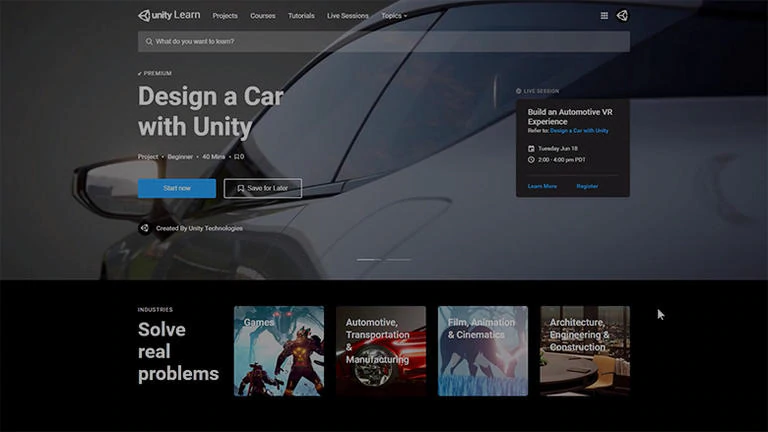 unity Learn
Projects
Courses
Tutorials
Live Sessions
Topics
What do you want to learn?
PREMIUM
Design a Car
with Unity
Project • Beginner • 40 Mins • 0
Start now
Save for Later
Created By Unity Technologies
LIVE SESSION
Build an Automotive VR
Experience
Refer to: Design a Car with Unity
Tuesday Jun 18
2:00 - 4:00 pm PDT
Learn More
Register
INDUSTRIES
Solve
real
problems
Games
Automotive,
Transportation
&
Manufacturing
Film, Animation
& Cinematics
Architecture,
Engineering &
Construction